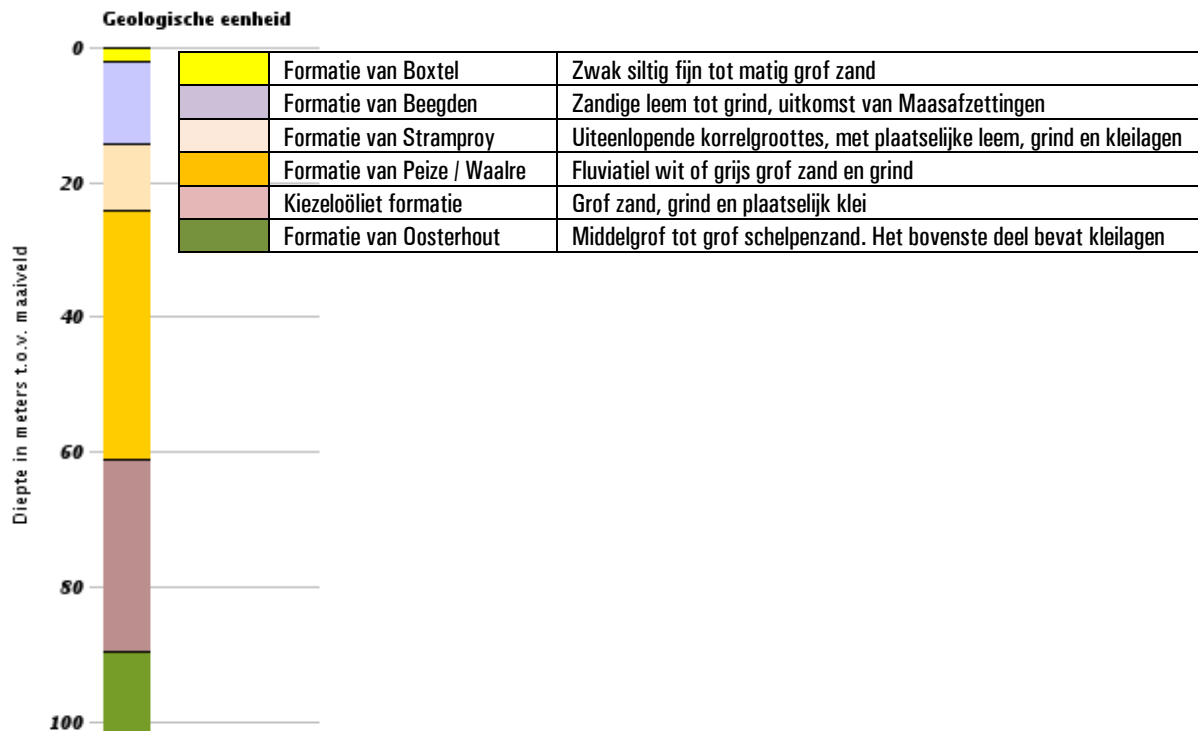 Geologische eenheid
0
Formatie van Boxtel Zwak siltig fijn tot matig grof zand
Formatie van Beegden Zandige leem tot grind, uitkomst van Maasafzettingen
Formatie van Stramproy Uiteenlopende korrelgroottes, met plaatselijke leem, grind en kleilagen
Formatie van Peize / Waalre Fluviatiel wit of grijs grof zand en grind
Kiezeloöliet formatie Grof zand, grind en plaatselijk klei
Formatie van Oosterhout Middelgrof tot grof schelpenzand. Het bovenste deel bevat kleilagen
20
40
60
80
100
Diepte in meters t.o.v. maaiveld